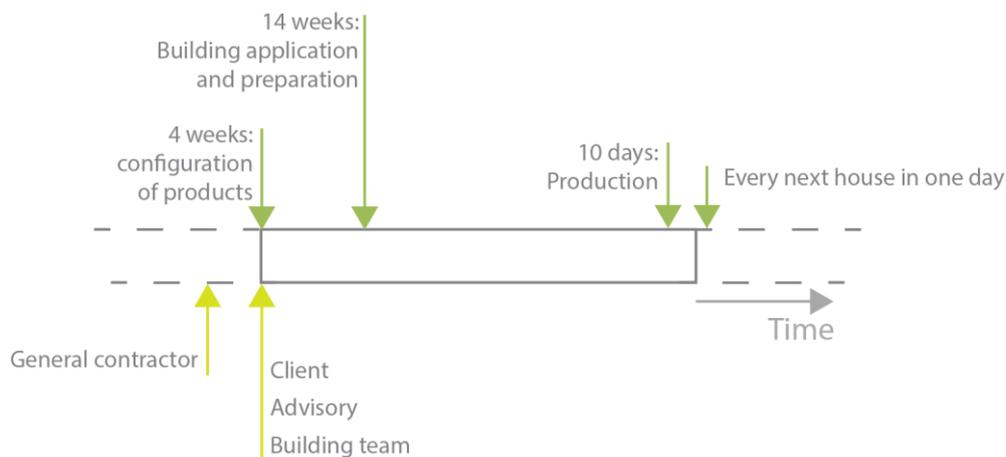 14 weeks:
Building application
and preparation
4 weeks:
configuration
of products
10 days:
Production
Every next house in one day
Time
General contractor
Client
Advisory
Building team